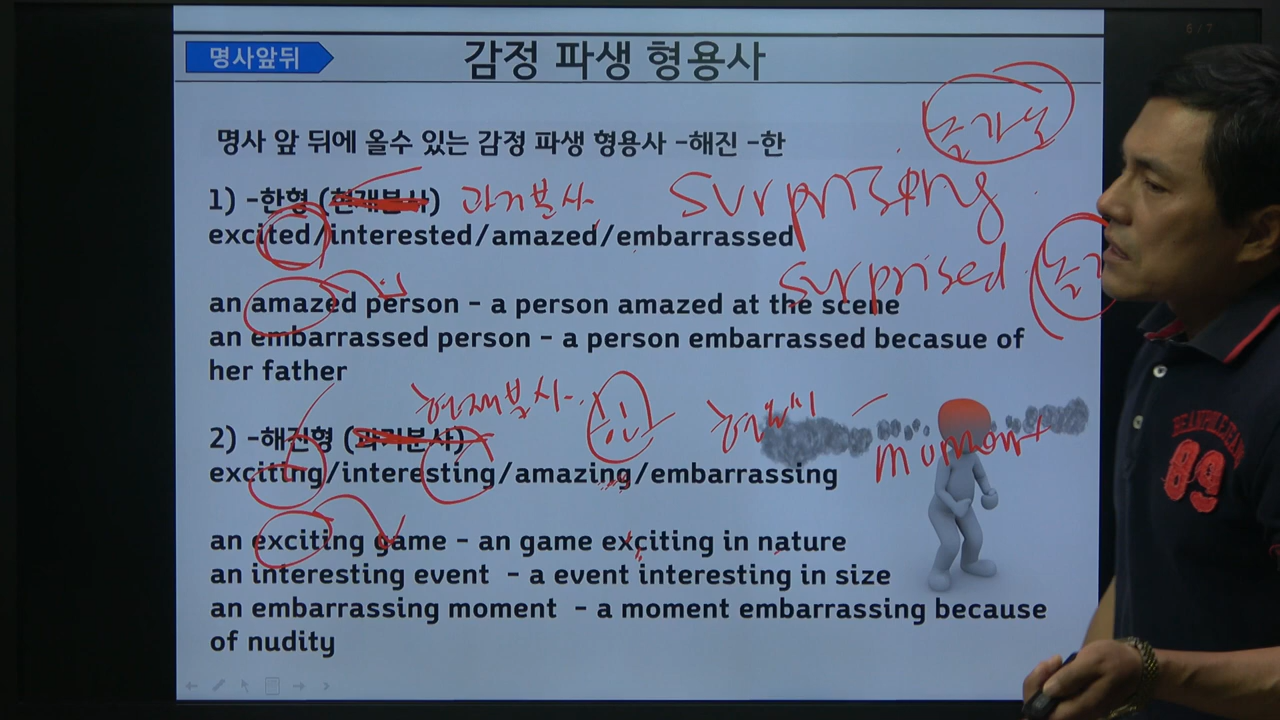 명사앞뒤
감정 파생 형용사
명사 앞 뒤에 올수 있는 감정 파생 형용사 -해진 -한
1) -한형 (현재분사) 과거분사
surprising
excited/interested/amazed/embarrassed
surprised
an amazed person - a person amazed at the scene
an embarrassed person - a person embarrassed becasue of
her father
현재분사
2) -해진형 (과거분사)
exciting/interesting/amazing/embarrassing
an exciting game - an game exciting in nature
an interesting event - a event interesting in size
an embarrassing moment - a moment embarrassing because
of nudity
89